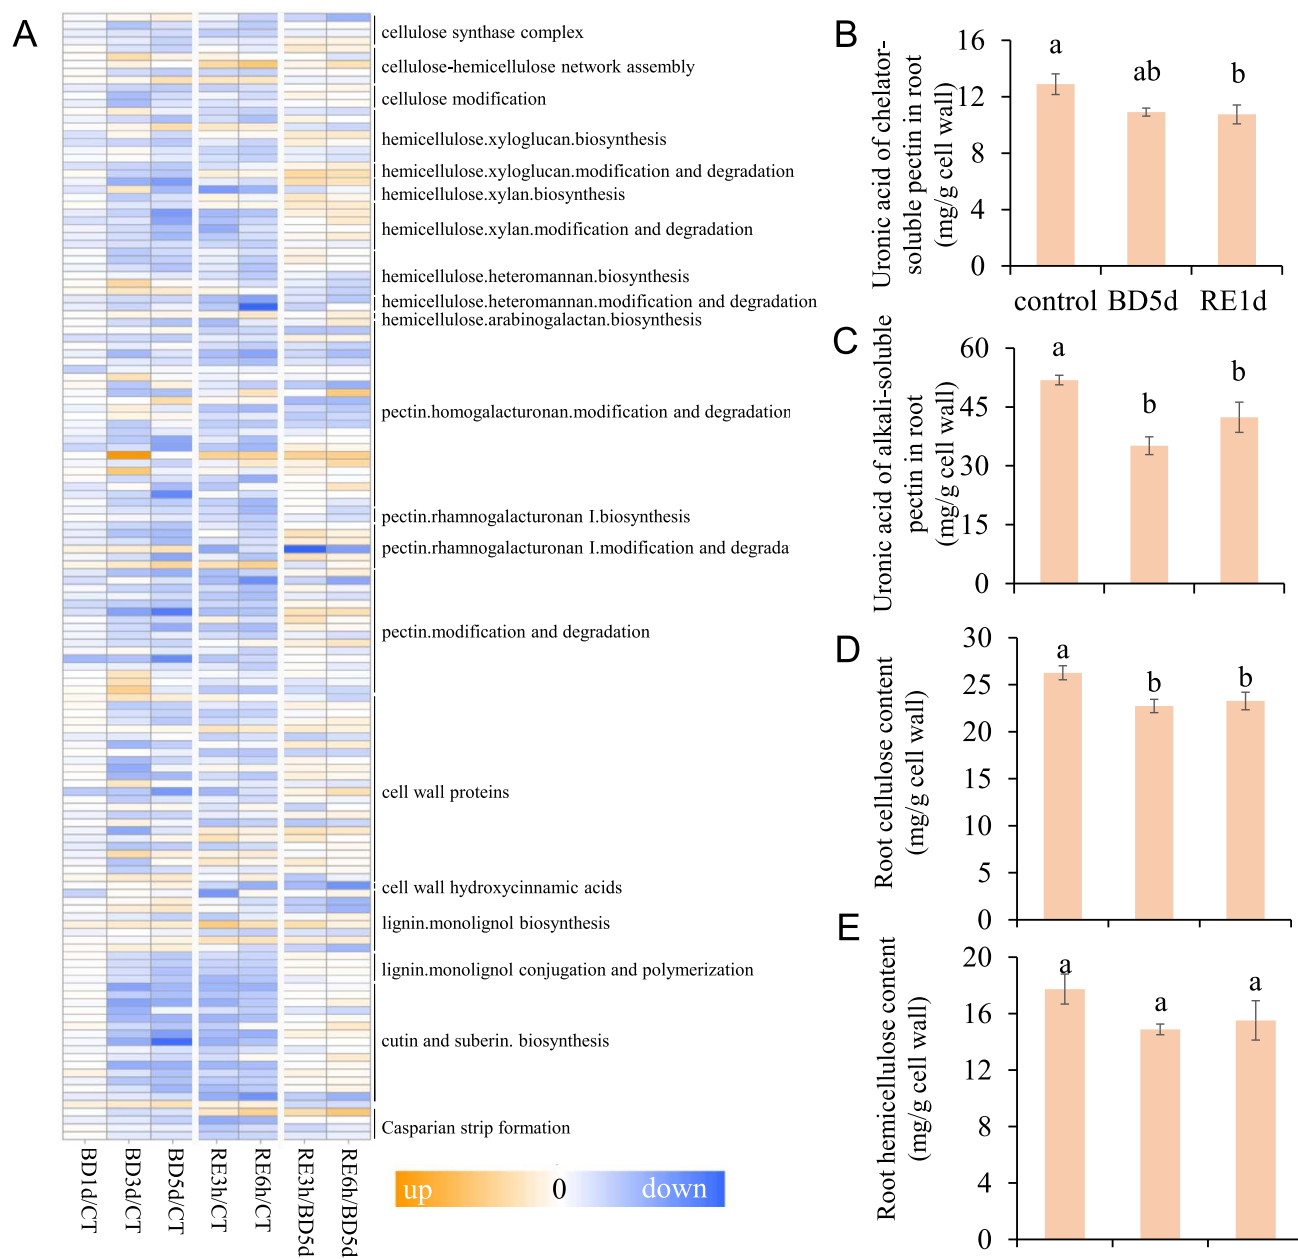 A
cellulose synthase complex
cellulose-hemicellulose network assembly
cellulose modification
hemicellulose.xyloglucan.biosynthesis
hemicellulose.xyloglucan.modification and degradation
hemicellulose.xylan.biosynthesis
hemicellulose.xylan.modification and degradation
hemicellulose.heteromannan.biosynthesis
hemicellulose.heteromannan.modification and degradation
hemicellulose.arabinogalactan.biosynthesis
pectin.homogalacturonan.modification and degradation
pectin.rhamnogalacturonan I.biosynthesis
pectin.rhamnogalacturonan I.modification and degrada
pectin.modification and degradation
cell wall proteins
cell wall hydroxycinnamic acids
lignin.monolignol biosynthesis
lignin.monolignol conjugation and polymerization
cutin and suberin. biosynthesis
Casparian strip formation
BD1d/CT
BD3d/CT
BD5d/CT
RE3h/CT
RE6h/CT
RE3h/BD5d
RE6h/BD5d
up 0 down
B
Uronic acid of chelator-
soluble pectin in root
(mg/g cell wall)
16
12
8
4
0
a
ab
b
control BD5d RE1d
C
Uronic acid of alkali-soluble
pectin in root
(mg/g cell wall)
60
45
30
15
0
a
b
b
D
Root cellulose content
(mg/g cell wall)
30
25
20
15
10
5
0
a
b
b
E
Root hemicellulose content
(mg/g cell wall)
20
16
12
8
4
0
a
a
a